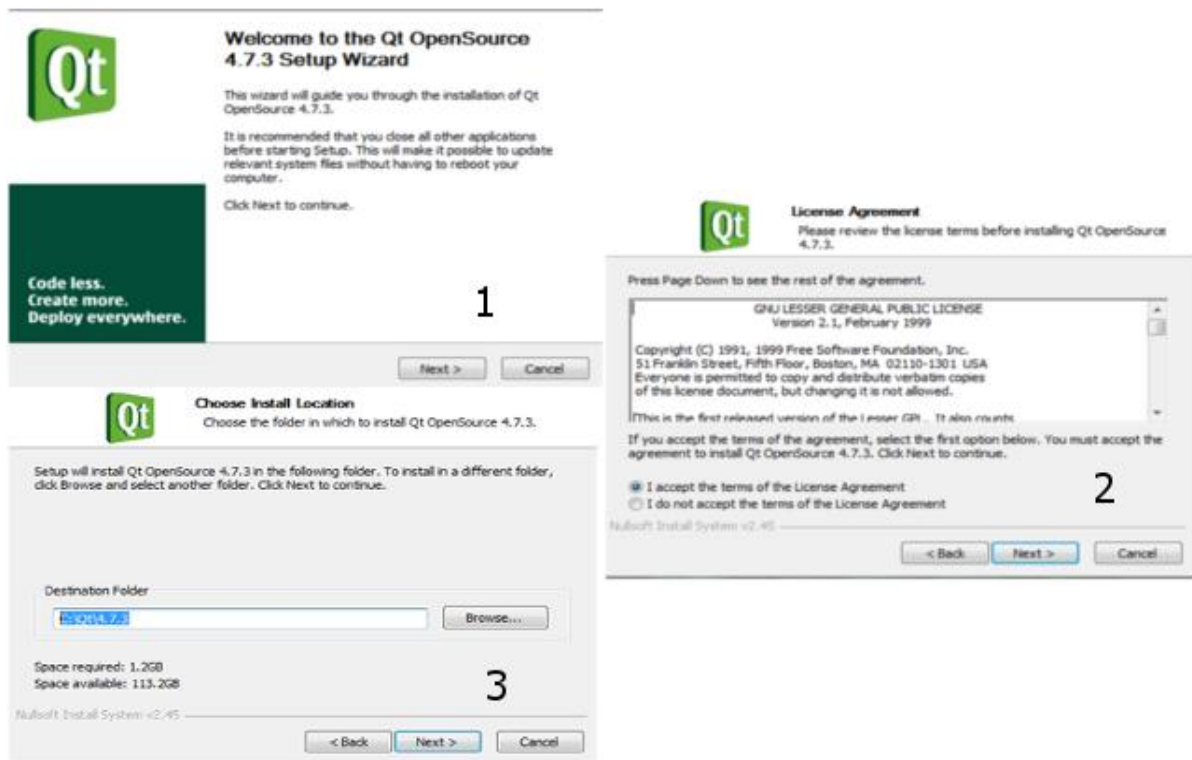 Qt
Welcome to the Qt OpenSource
4.7.3 Setup Wizard
This wizard will guide you through the installation of Qt
OpenSource 4.7.3.
It is recommended that you close all other applications
before starting Setup. This will make it possible to update
relevant system files without having to reboot your
computer.
Click Next to continue.
Code less.
Create more.
Deploy everywhere.
1
Next >
Cancel
Qt
License Agreement
Please review the license terms before installing Qt OpenSource
4.7.3.
Press Page Down to see the rest of the agreement.
GNU LESSER GENERAL PUBLIC LICENSE
Version 2.1, February 1999
Copyright (C) 1991, 1999 Free Software Foundation, Inc.
51 Franklin Street, Fifth Floor, Boston, MA 02110-1301 USA
Everyone is permitted to copy and distribute verbatim copies
of this license document, but changing it is not allowed.
[This is the first released version of the Lesser GPL. It also counts
If you accept the terms of the agreement, select the first option below. You must accept the
agreement to install Qt OpenSource 4.7.3. Click Next to continue.
I accept the terms of the License Agreement
I do not accept the terms of the License Agreement
2
Nullsoft Install System v2.45
< Back
Next >
Cancel
Qt
Choose Install Location
Choose the folder in which to install Qt OpenSource 4.7.3.
Setup will install Qt OpenSource 4.7.3 in the following folder. To install in a different folder,
click Browse and select another folder. Click Next to continue.
Destination Folder
C:\Qt\4.7.3
Browse...
Space required: 1.2GB
Space available: 113.2GB
3
Nullsoft Install System v2.45
< Back
Next >
Cancel